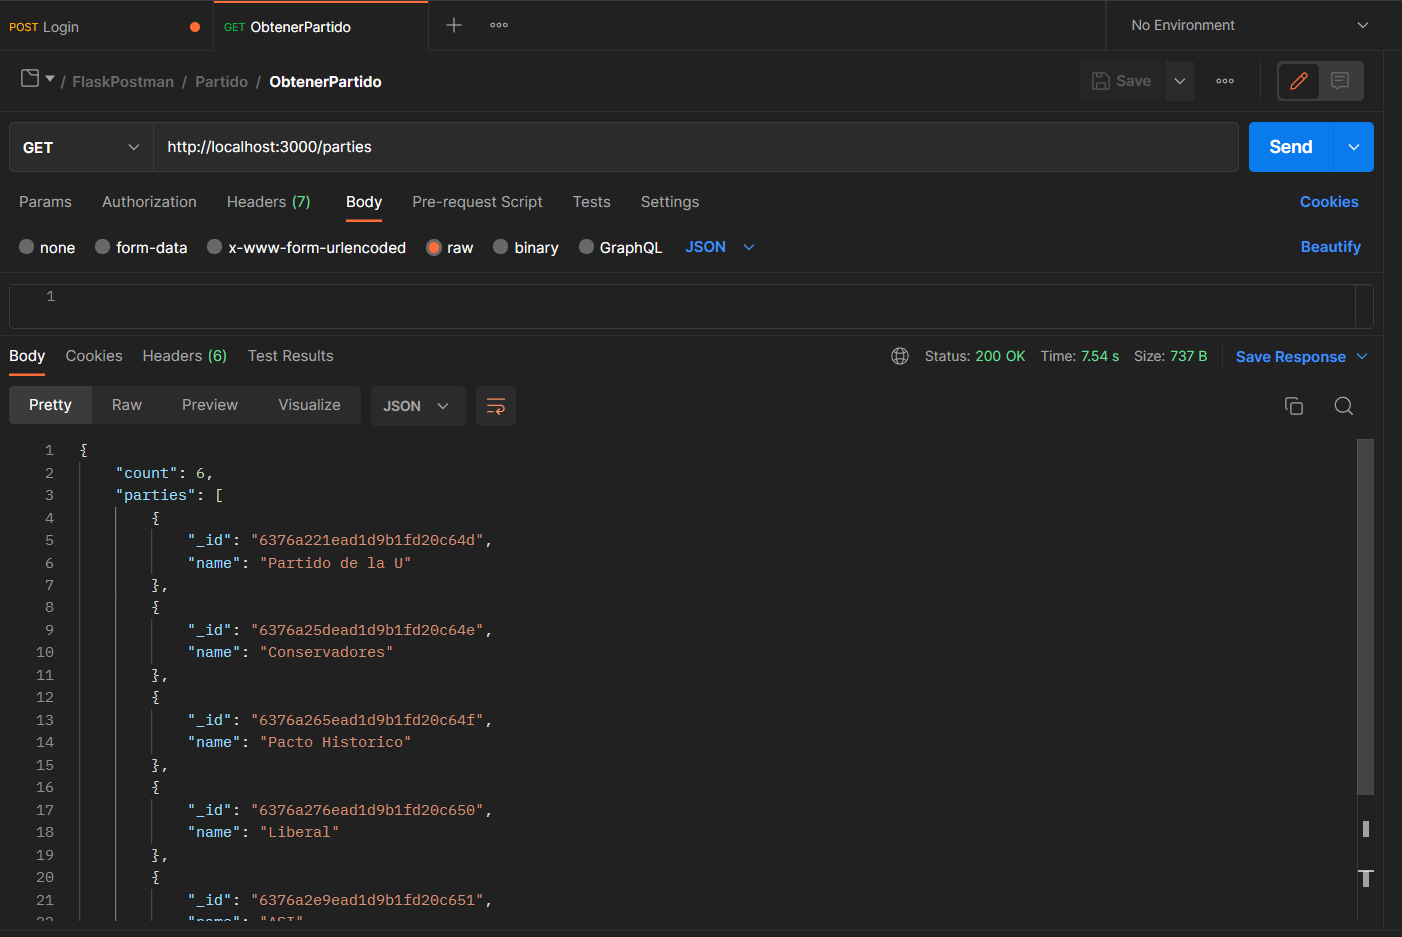 POST Login
GET ObtenerPartido
No Environment
/ FlaskPostman / Partido / ObtenerPartido
Save
GET
http://localhost:3000/parties
Send
Params Authorization Headers (7) Body Pre-request Script Tests Settings Cookies
none form-data x-www-form-urlencoded raw binary GraphQL JSON Beautify
1
Body Cookies Headers (6) Test Results Status: 200 OK Time: 7.54 s Size: 737 B Save Response
Pretty Raw Preview Visualize JSON
1 {
2 "count": 6,
3 "parties": [
4 {
5 "_id": "6376a221ead1d9b1fd20c64d",
6 "name": "Partido de la U"
7 },
8 {
9 "_id": "6376a25dead1d9b1fd20c64e",
10 "name": "Conservadores"
11 },
12 {
13 "_id": "6376a265ead1d9b1fd20c64f",
14 "name": "Pacto Historico"
15 },
16 {
17 "_id": "6376a276ead1d9b1fd20c650",
18 "name": "Liberal"
19 },
20 {
21 "_id": "6376a2e9ead1d9b1fd20c651",
22 "name": "ASI"